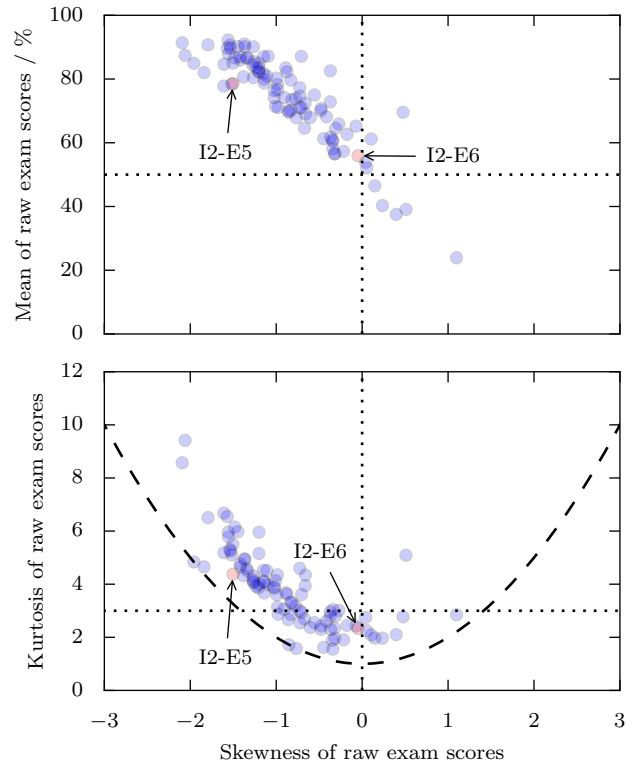 100
80
60
40
20
0
Mean of raw exam scores / %
I2-E5
I2-E6
12
10
8
6
4
2
0
Kurtosis of raw exam scores
I2-E6
I2-E5
−3 −2 −1 0 1 2 3
Skewness of raw exam scores